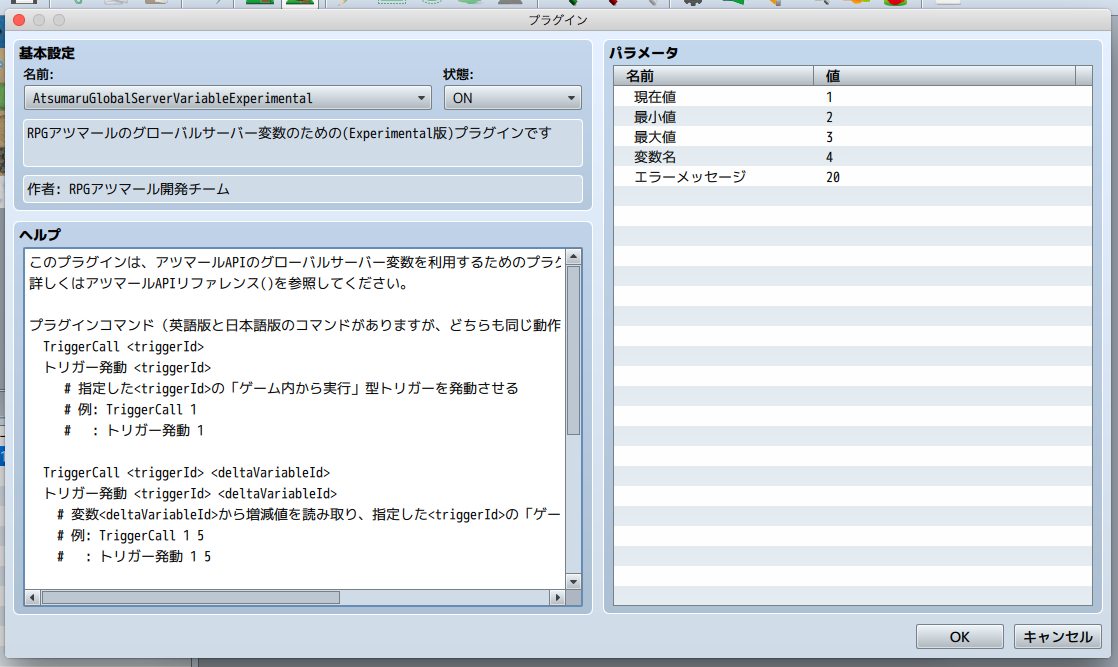 プラグイン
基本設定
名前:
状態:
AtsumaruGlobalServerVariableExperimental
ON
RPGアツマールのグローバルサーバー変数のための(Experimental版)プラグインです
作者: RPGアツマール開発チーム
ヘルプ
このプラグインは、アツマールAPIのグローバルサーバー変数を利用するためのプラ
詳しくはアツマールAPIリファレンス()を参照してください。
プラグインコマンド（英語版と日本語版のコマンドがありますが、どちらも同じ動作
TriggerCall <triggerId>
トリガー発動 <triggerId>
# 指定した<triggerId>の「ゲーム内から実行」型トリガーを発動させる
# 例: TriggerCall 1
# : トリガー発動 1
TriggerCall <triggerId> <deltaVariableId>
トリガー発動 <triggerId> <deltaVariableId>
# 変数<deltaVariableId>から増減値を読み取り、指定した<triggerId>の「ゲー
# 例: TriggerCall 1 5
# : トリガー発動 1 5
パラメータ
名前 値
現在値 1
最小値 2
最大値 3
変数名 4
エラーメッセージ 20
OK
キャンセル